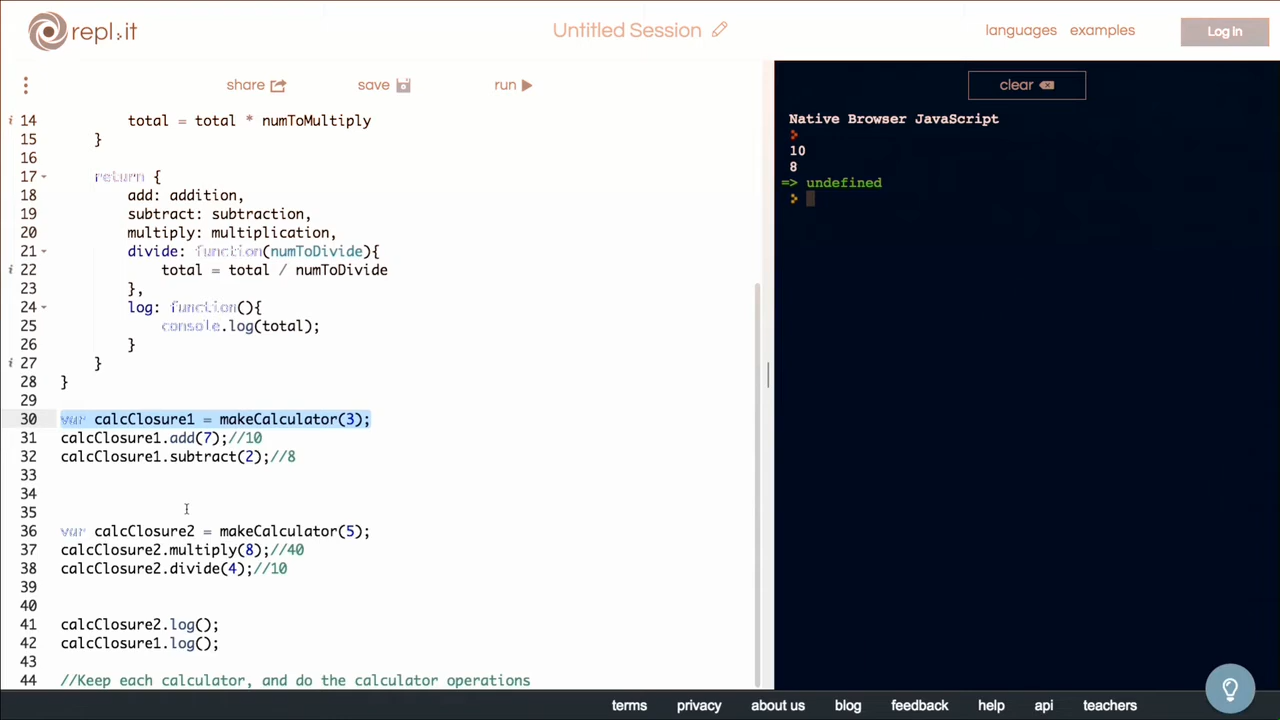 repl.it
Untitled Session
languages examples
Log In
share save run
clear
14 total = total * numToMultiply
15 }
16
17 return {
18 add: addition,
19 subtract: subtraction,
20 multiply: multiplication,
21 divide: function(numToDivide){
22 total = total / numToDivide
23 },
24 log: function(){
25 console.log(total);
26 }
27 }
28 }
29
30 var calcClosure1 = makeCalculator(3);
31 calcClosure1.add(7);//10
32 calcClosure1.subtract(2);//8
33
34
35
36 var calcClosure2 = makeCalculator(5);
37 calcClosure2.multiply(8);//40
38 calcClosure2.divide(4);//10
39
40
41 calcClosure2.log();
42 calcClosure1.log();
43
44 //Keep each calculator, and do the calculator operations
Native Browser JavaScript
10
8
=> undefined
terms privacy about us blog feedback help api teachers